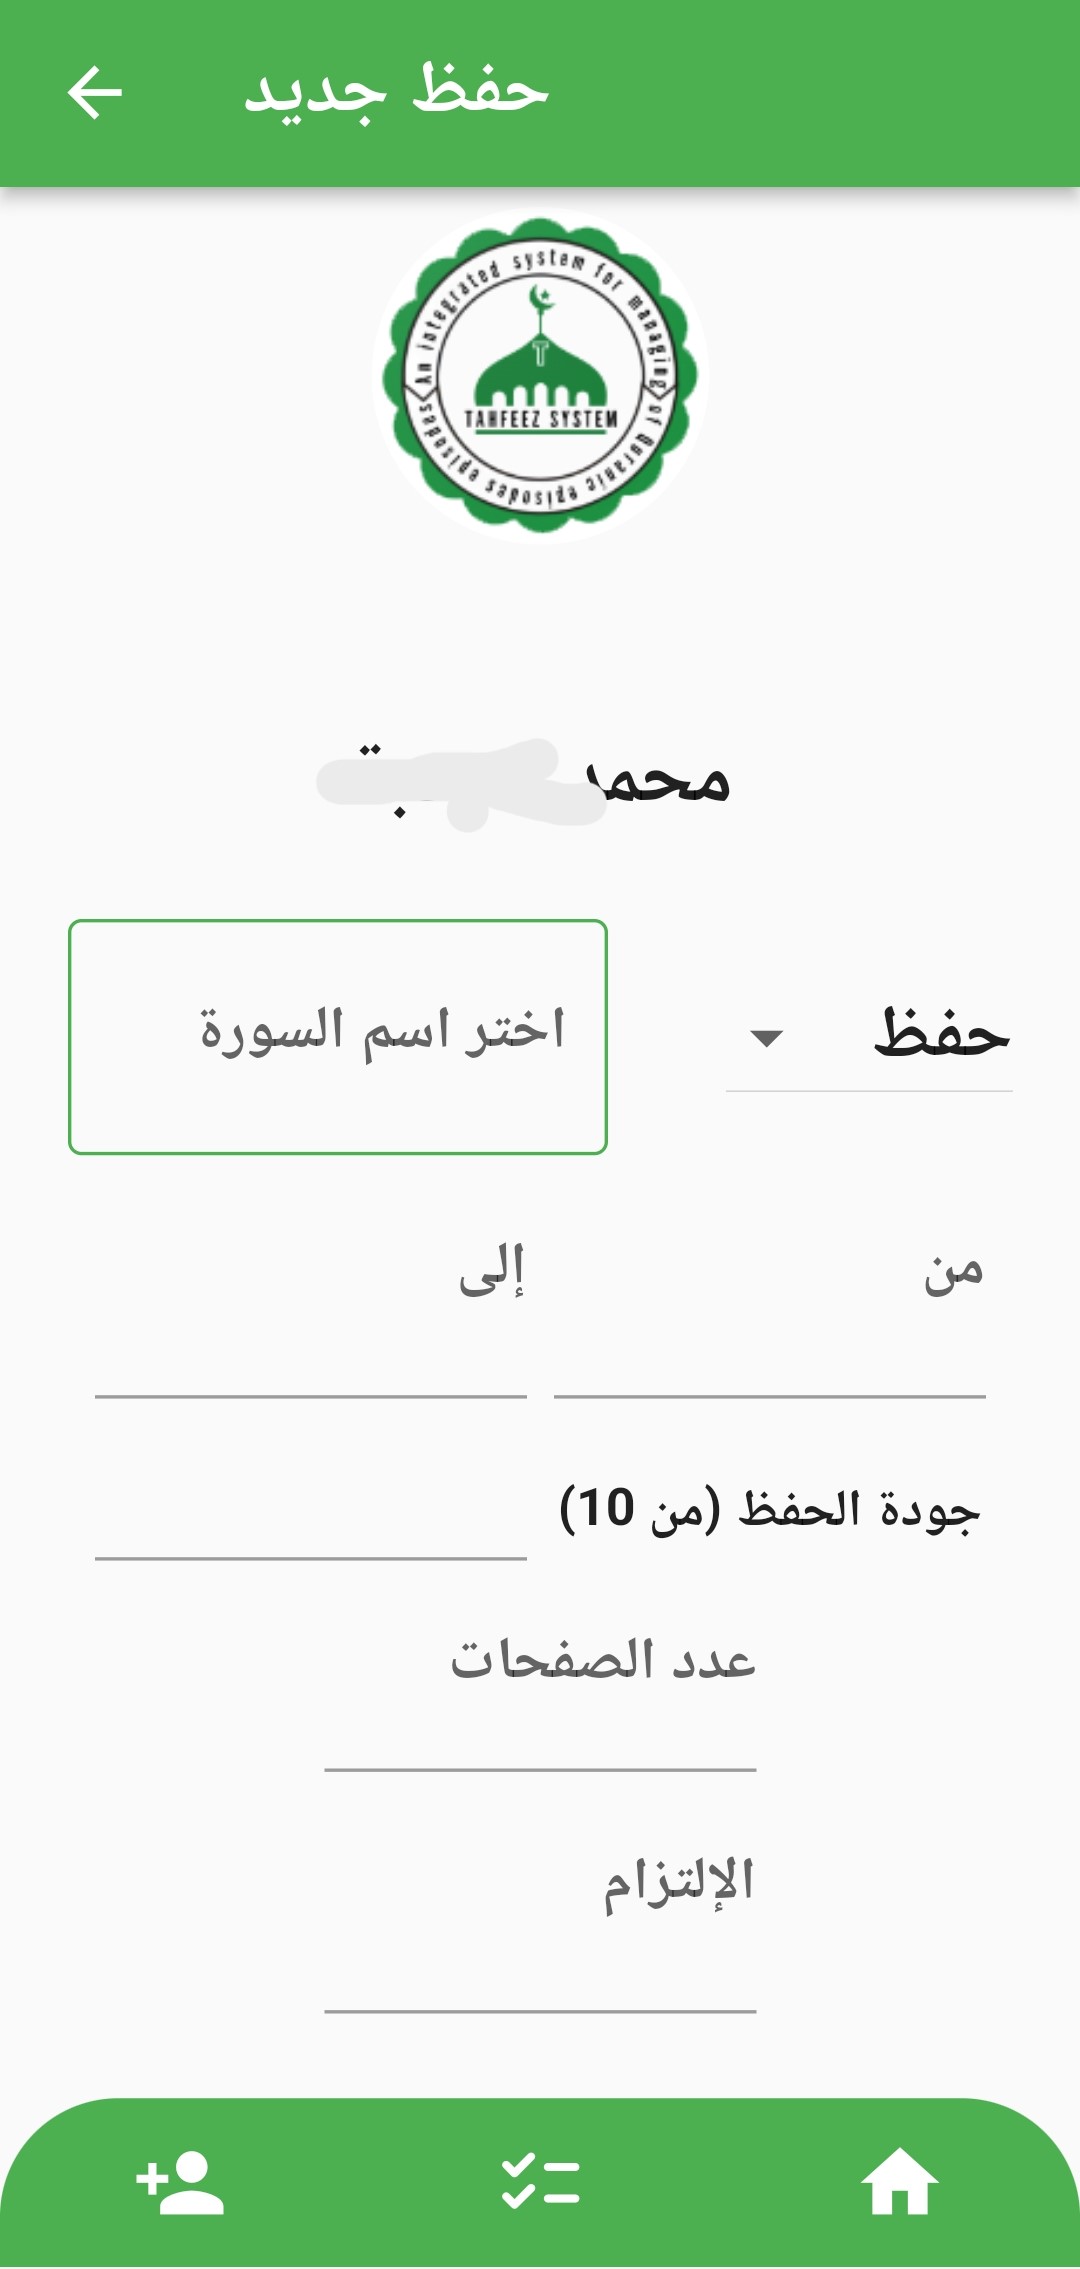 حفظ جديد
An integrated system for managing
of Quranic episodes episodes
T
TAHFEEZ SYSTEM
محمد
حفظ
اختر اسم السورة
من
إلى
جودة الحفظ (من 10)
عدد الصفحات
الإلتزام